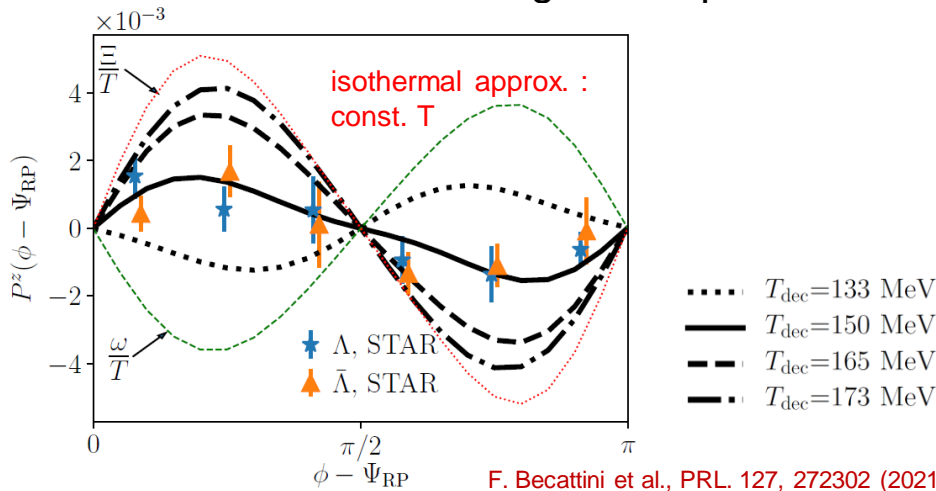 ×10⁻³
Ξ/T
isothermal approx. :
const. T
4
2
0
−2
−4
P^z(ϕ − Ψ_RP)
ω/T
Λ, STAR
Λ̄, STAR
T_dec=133 MeV
T_dec=150 MeV
T_dec=165 MeV
T_dec=173 MeV
0
π/2
π
ϕ − Ψ_RP
F. Becattini et al., PRL. 127, 272302 (2021